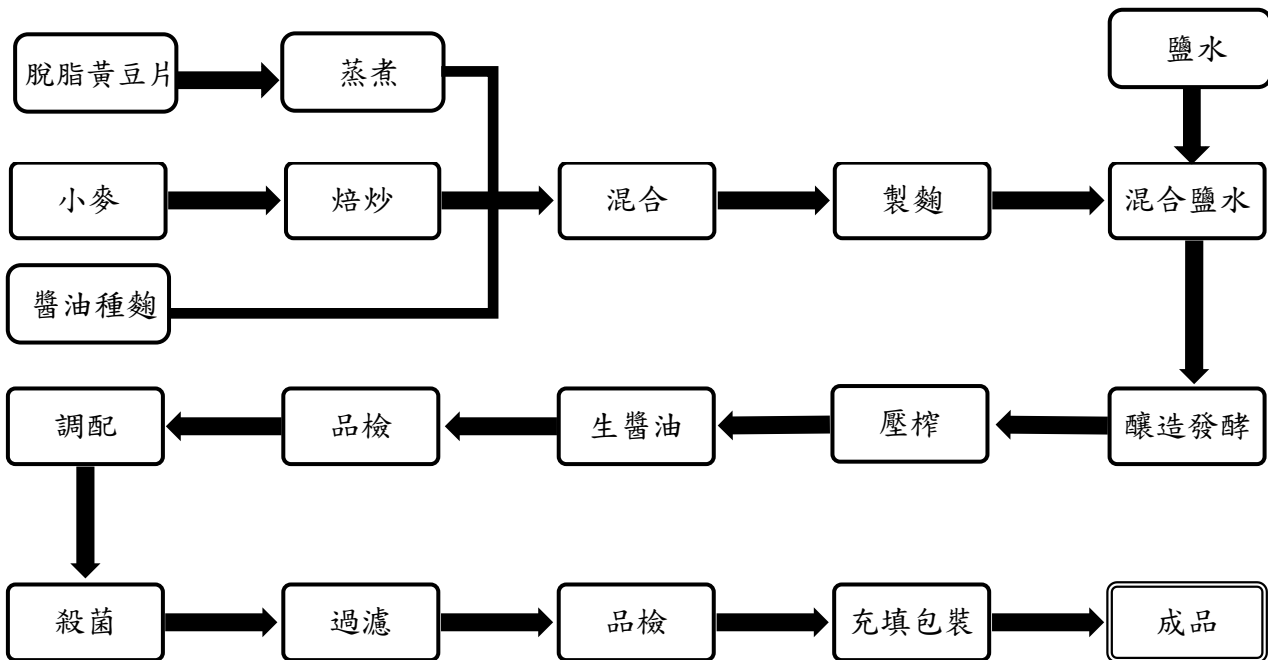 脫脂黃豆片
蒸煮
鹽水
小麥
焙炒
混合
製麴
混合鹽水
醬油種麴
調配
品檢
生醬油
壓榨
釀造發酵
殺菌
過濾
品檢
充填包裝
成品